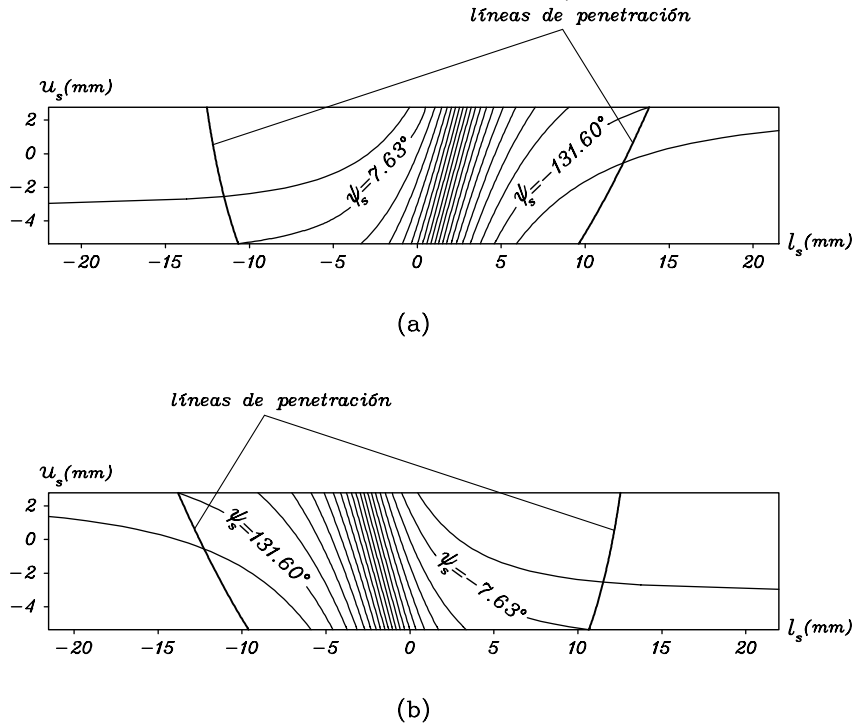 líneas de penetración
u_s(mm)
2
0
−2
−4
ψ_s=7.63°
ψ_s=−131.60°
−20 −15 −10 −5 0 5 10 15 20
l_s(mm)
(a)
líneas de penetración
u_s(mm)
2
0
−2
−4
ψ_s=131.60°
ψ_s=−7.63°
−20 −15 −10 −5 0 5 10 15 20
l_s(mm)
(b)